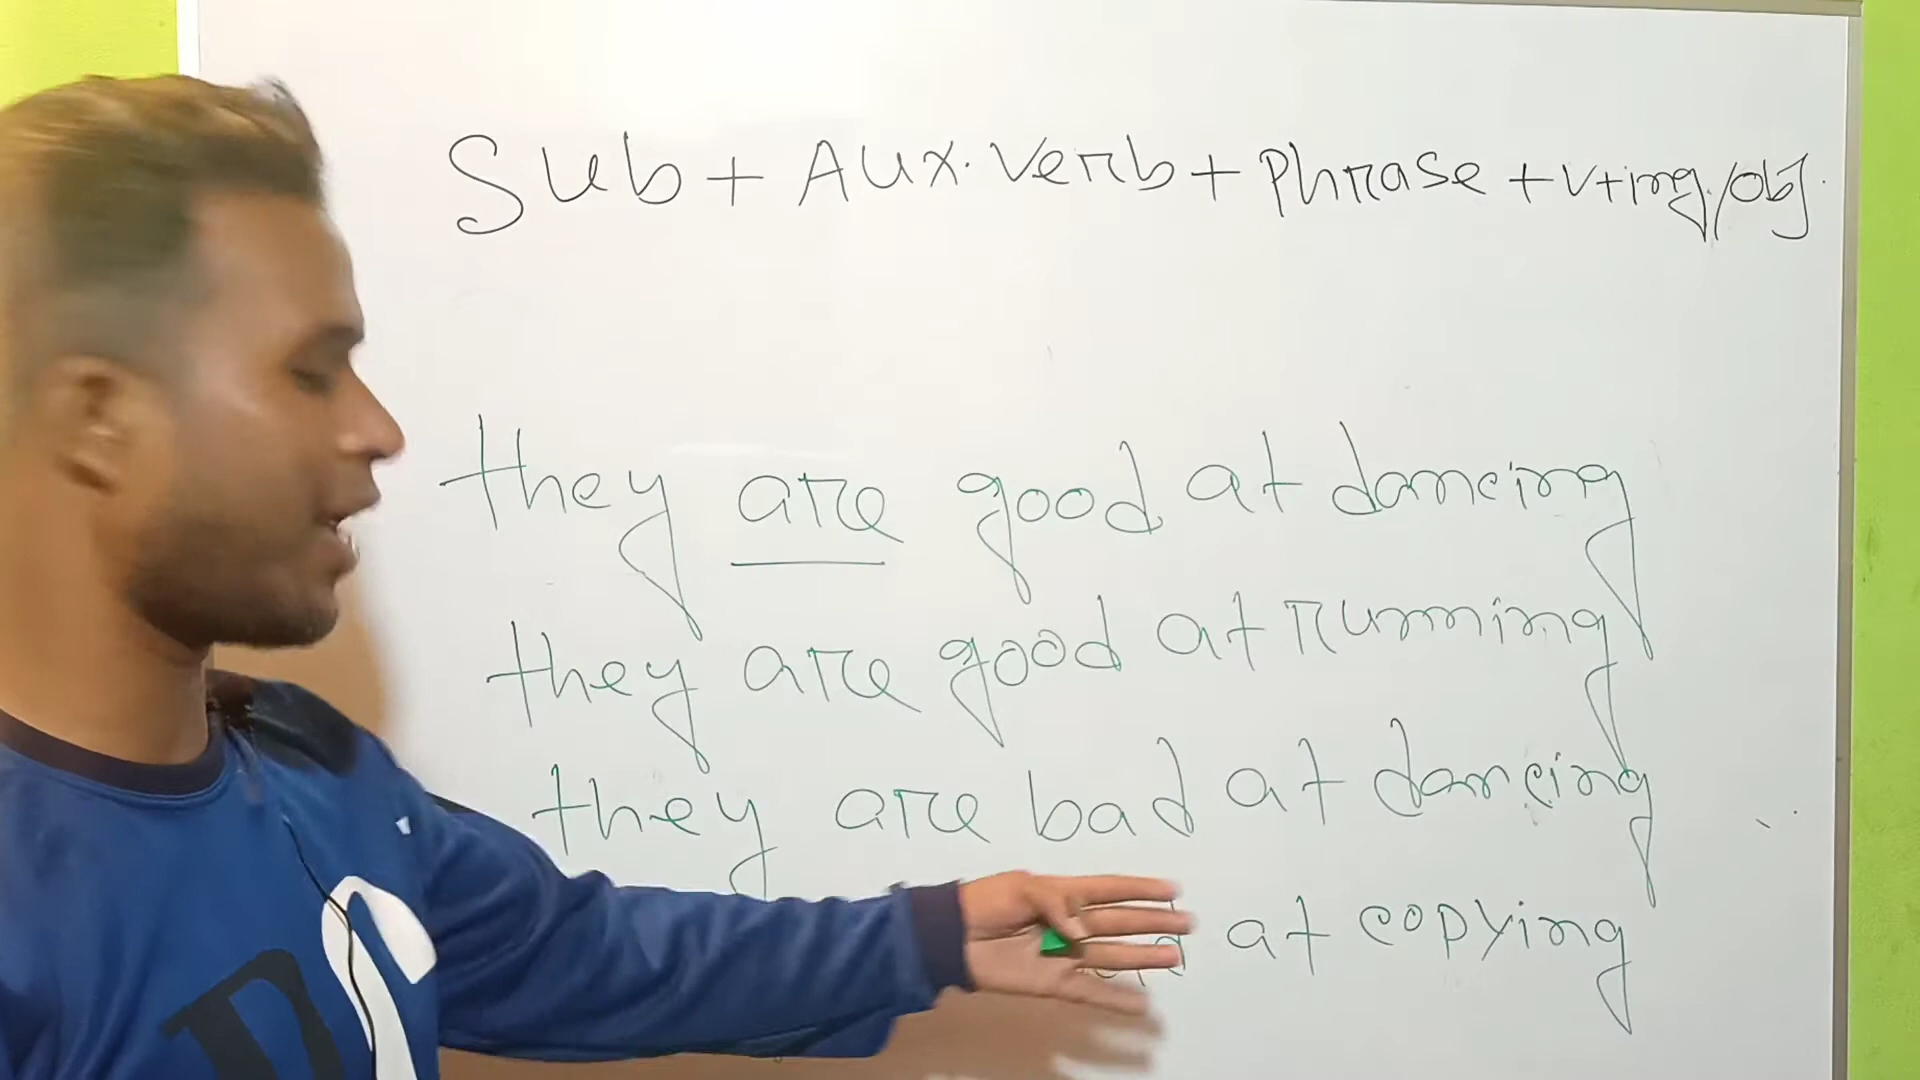 Sub + Aux. verb + Phrase + v+ing./obj.
they are good at dancing
they are good at running
they are bad at dancing
at copying